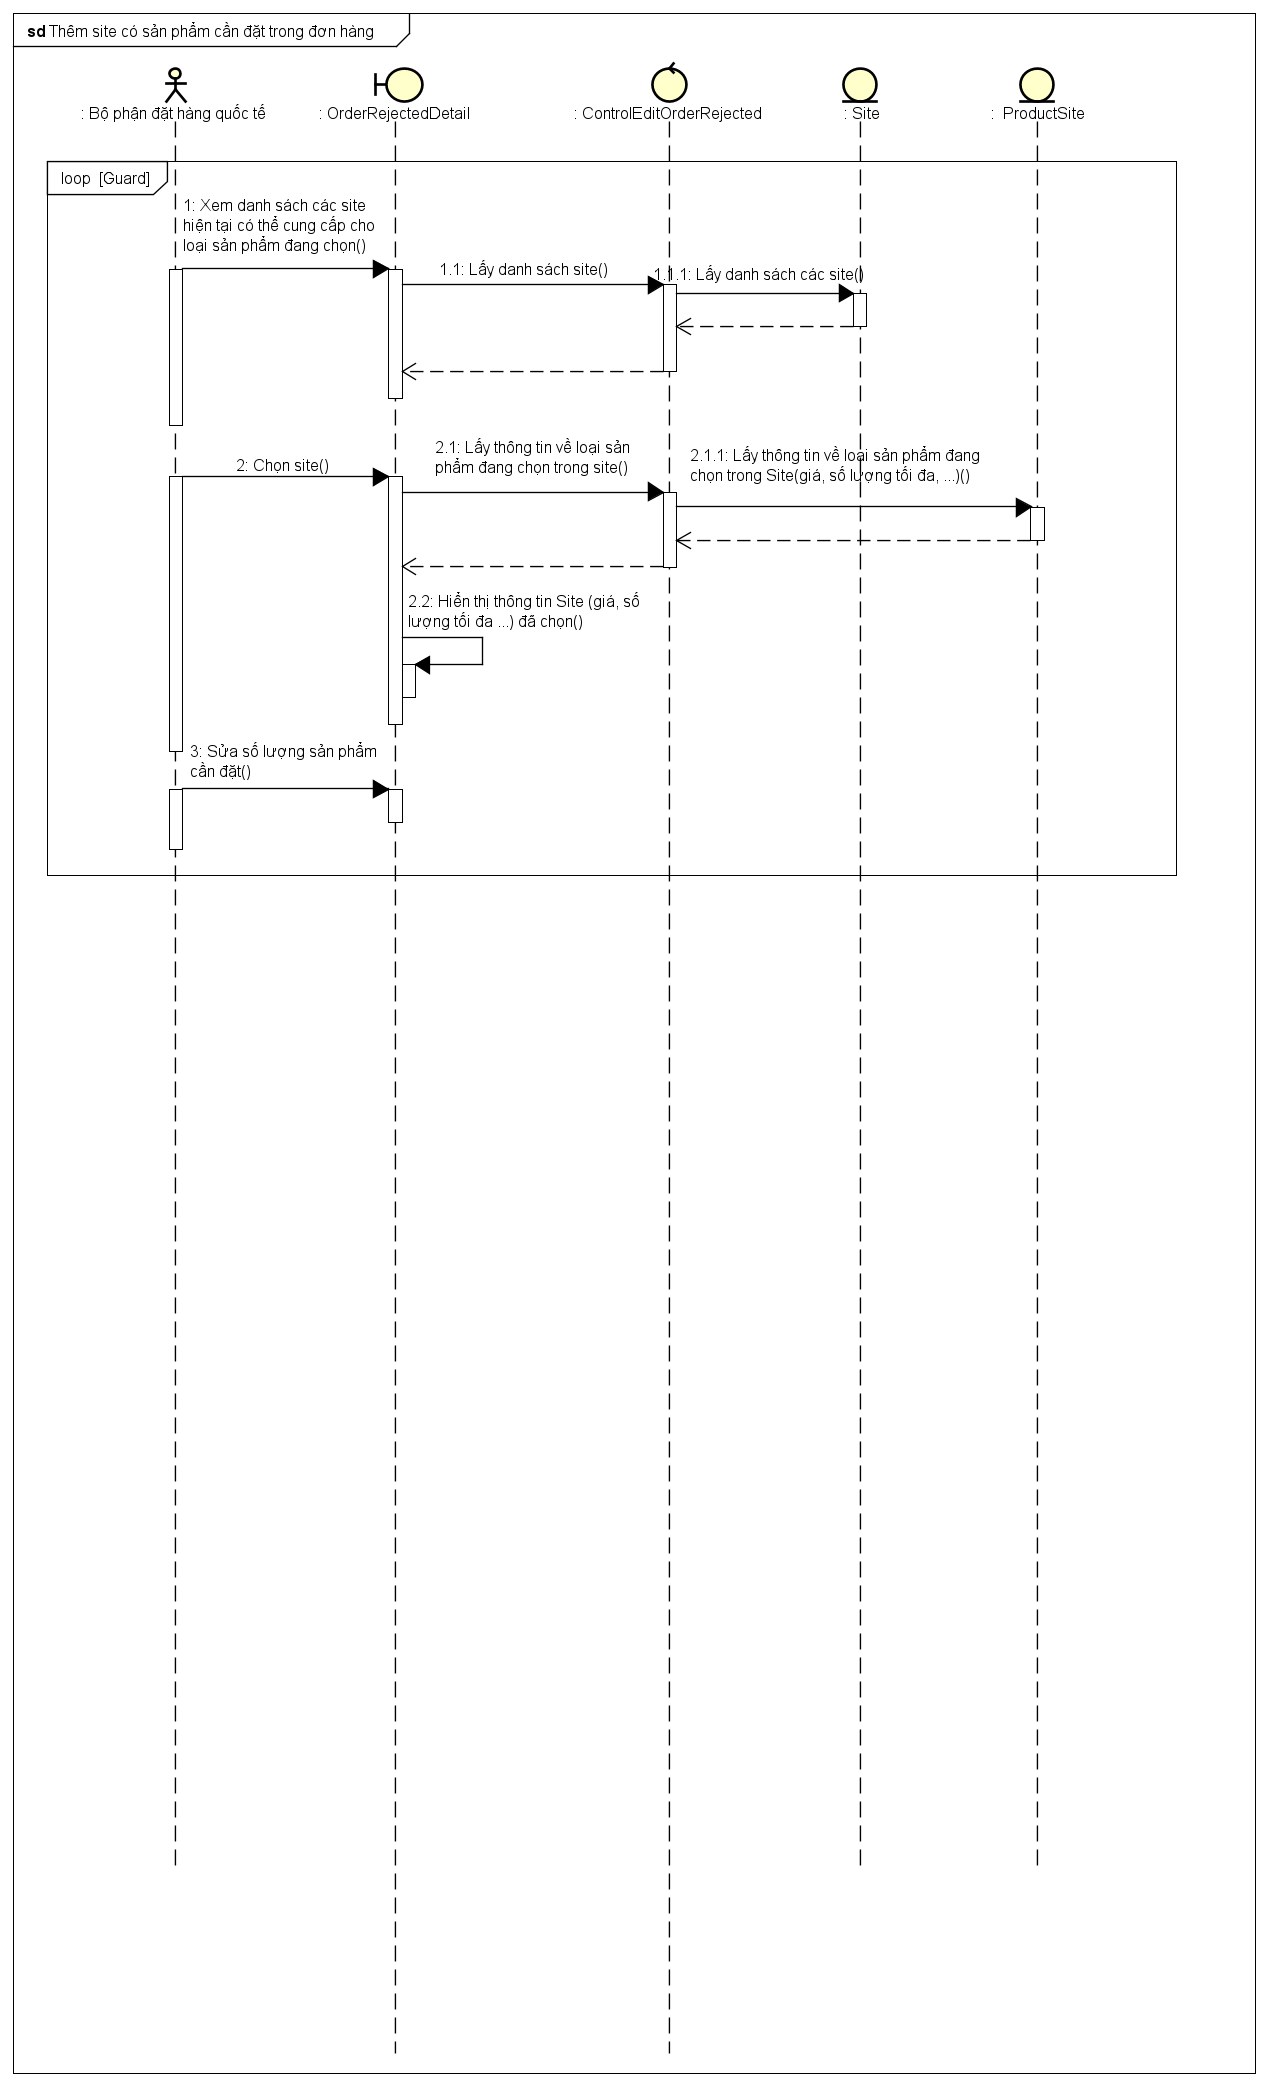 sd Thêm site có sản phẩm cần đặt trong đơn hàng
: Bộ phận đặt hàng quốc tế
: OrderRejectedDetail
: ControlEditOrderRejected
: Site
: ProductSite
loop [Guard]
1: Xem danh sách các site
hiện tại có thể cung cấp cho
loại sản phẩm đang chọn()
1.1: Lấy danh sách site()
1.1.1: Lấy danh sách các site()
2: Chọn site()
2.1: Lấy thông tin về loại sản
phẩm đang chọn trong site()
2.1.1: Lấy thông tin về loại sản phẩm đang
chọn trong Site(giá, số lượng tối đa, ...)()
2.2: Hiển thị thông tin Site (giá, số
lượng tối đa ...) đã chọn()
3: Sửa số lượng sản phẩm
cần đặt()